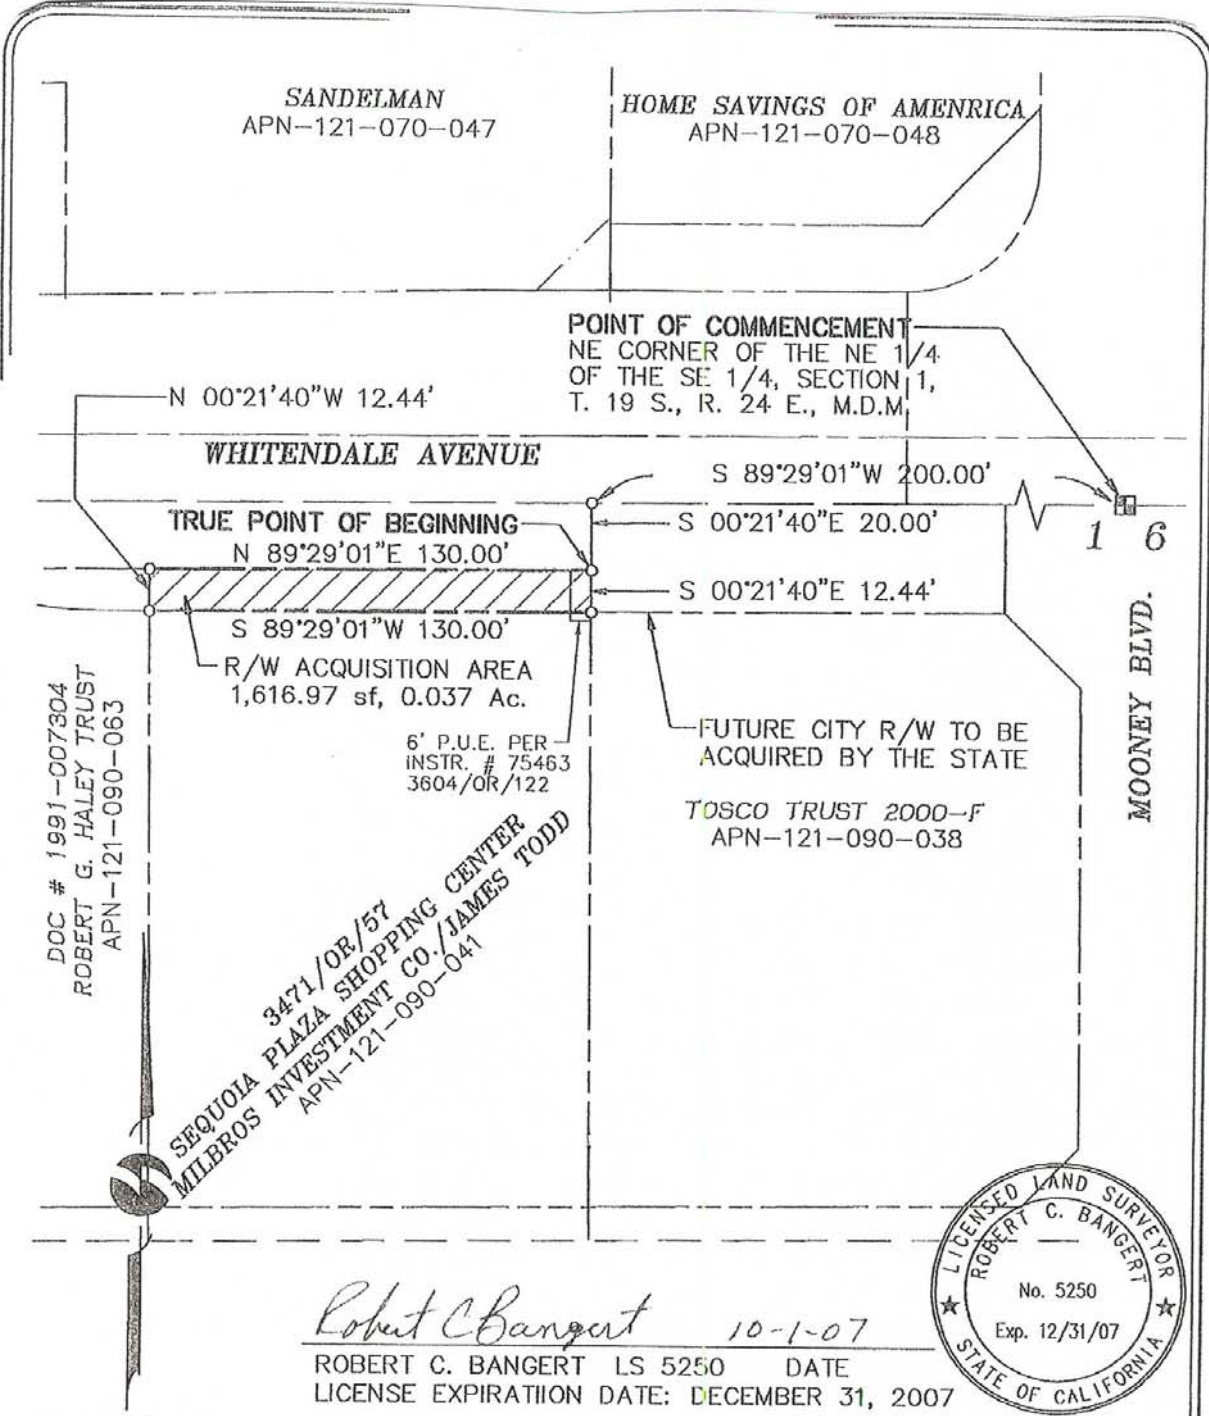 SANDELMAN
APN-121-070-047
HOME SAVINGS OF AMENRICA
APN-121-070-048
POINT OF COMMENCEMENT
NE CORNER OF THE NE 1/4
OF THE SE 1/4, SECTION 1,
T. 19 S., R. 24 E., M.D.M.
N 00°21'40"W 12.44'
WHITENDALE AVENUE
S 89°29'01"W 200.00'
TRUE POINT OF BEGINNING
S 00°21'40"E 20.00'
1 6
N 89°29'01"E 130.00'
S 00°21'40"E 12.44'
S 89°29'01"W 130.00'
R/W ACQUISITION AREA
1,616.97 sf, 0.037 Ac.
6' P.U.E. PER
INSTR. # 75463
3604/OR/122
FUTURE CITY R/W TO BE
ACQUIRED BY THE STATE
TOSCO TRUST 2000-F
APN-121-090-038
MOONEY BLVD.
DOC # 1991-007304
ROBERT G. HALEY TRUST
APN-121-090-063
3471/OR/57
SEQUOIA PLAZA SHOPPING CENTER
MILBROS INVESTMENT CO./JAMES TODD
APN-121-090-041
LICENSED LAND SURVEYOR
ROBERT C. BANGERT
No. 5250
Exp. 12/31/07
STATE OF CALIFORNIA
Robert C Bangert 10-1-07
ROBERT C. BANGERT LS 5250 DATE
LICENSE EXPIRATIION DATE: DECEMBER 31, 2007